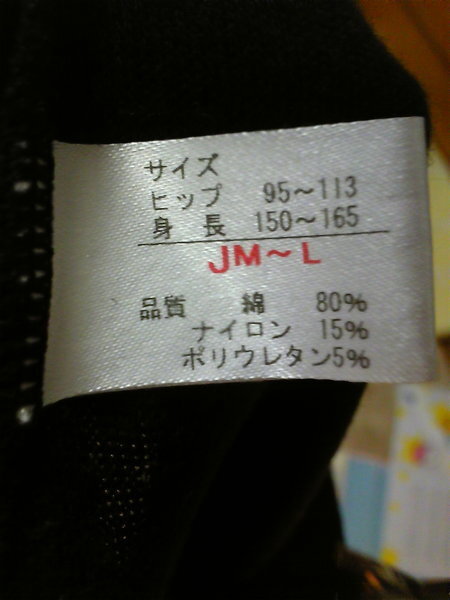 サイズ
ヒップ 95～113
身長 150～165
JM～L
品質 綿 80%
ナイロン 15%
ポリウレタン5%